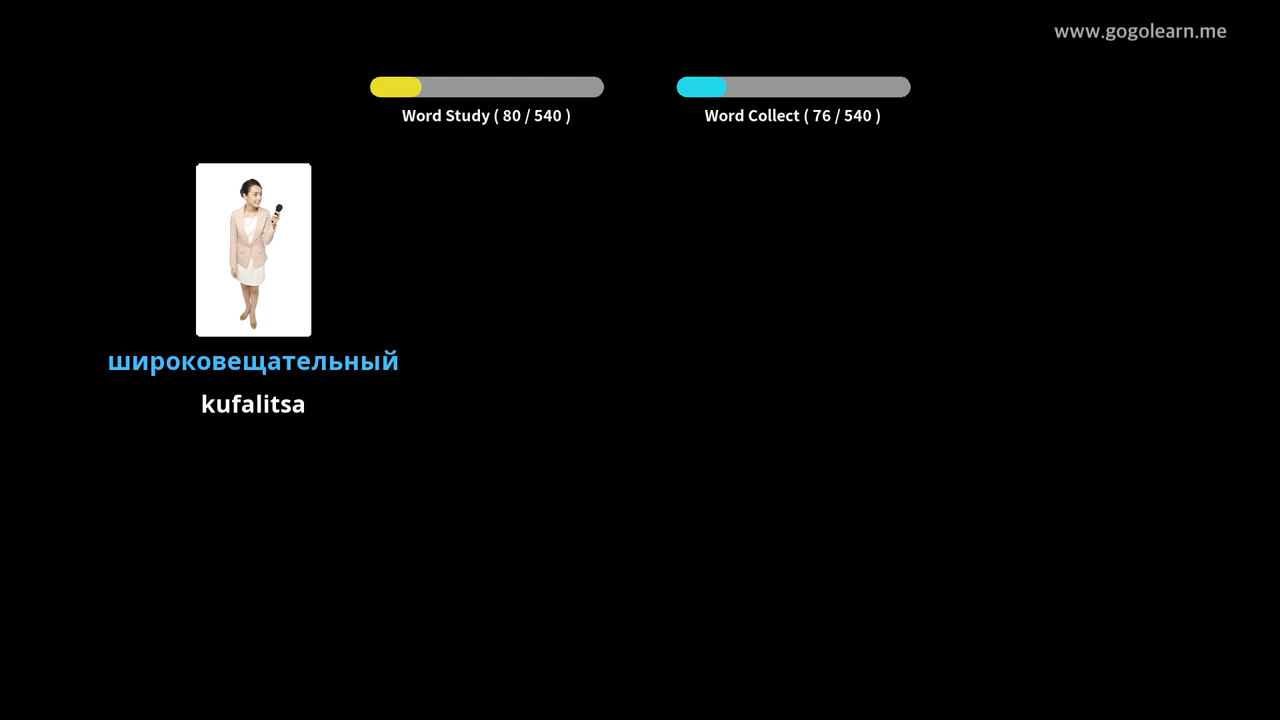 www.gogolearn.me
Word Study ( 80 / 540 )
Word Collect ( 76 / 540 )
широковещательный
kufalitsa